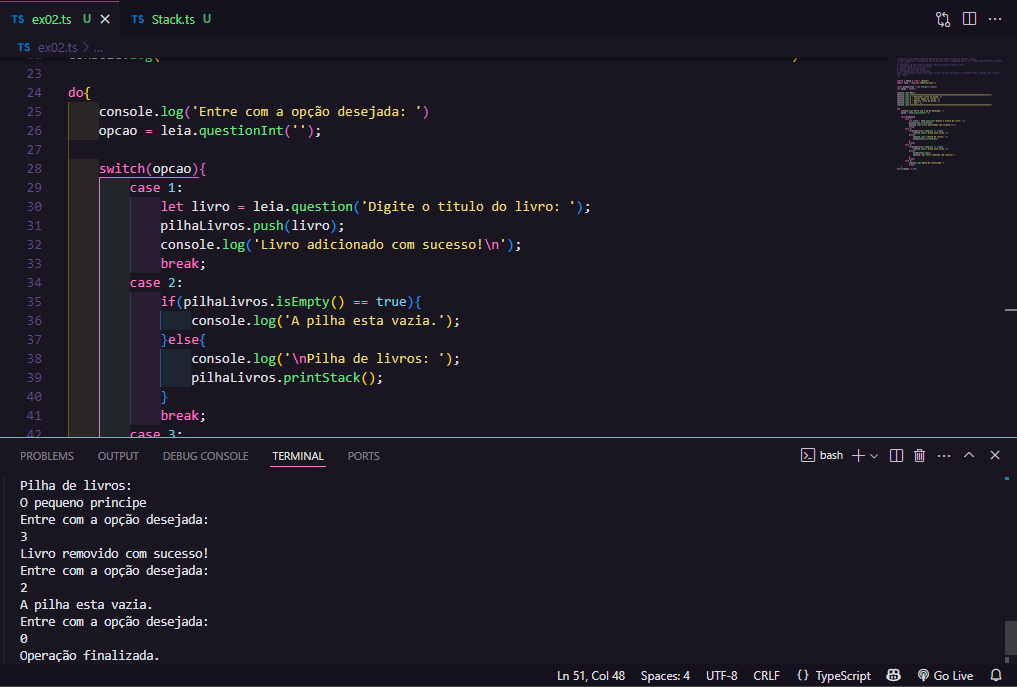 TS ex02.ts U × TS Stack.ts U
TS ex02.ts > ...
23
24 do{
25 console.log('Entre com a opção desejada: ')
26 opcao = leia.questionInt('');
27
28 switch(opcao){
29 case 1:
30 let livro = leia.question('Digite o titulo do livro: ');
31 pilhaLivros.push(livro);
32 console.log('Livro adicionado com sucesso!\n');
33 break;
34 case 2:
35 if(pilhaLivros.isEmpty() == true){
36 console.log('A pilha esta vazia.');
37 }else{
38 console.log('\nPilha de livros: ');
39 pilhaLivros.printStack();
40 }
41 break;
42 case 3:
PROBLEMS OUTPUT DEBUG CONSOLE TERMINAL PORTS bash
Pilha de livros:
O pequeno principe
Entre com a opção desejada:
3
Livro removido com sucesso!
Entre com a opção desejada:
2
A pilha esta vazia.
Entre com a opção desejada:
0
Operação finalizada.
Ln 51, Col 48 Spaces: 4 UTF-8 CRLF {} TypeScript Go Live